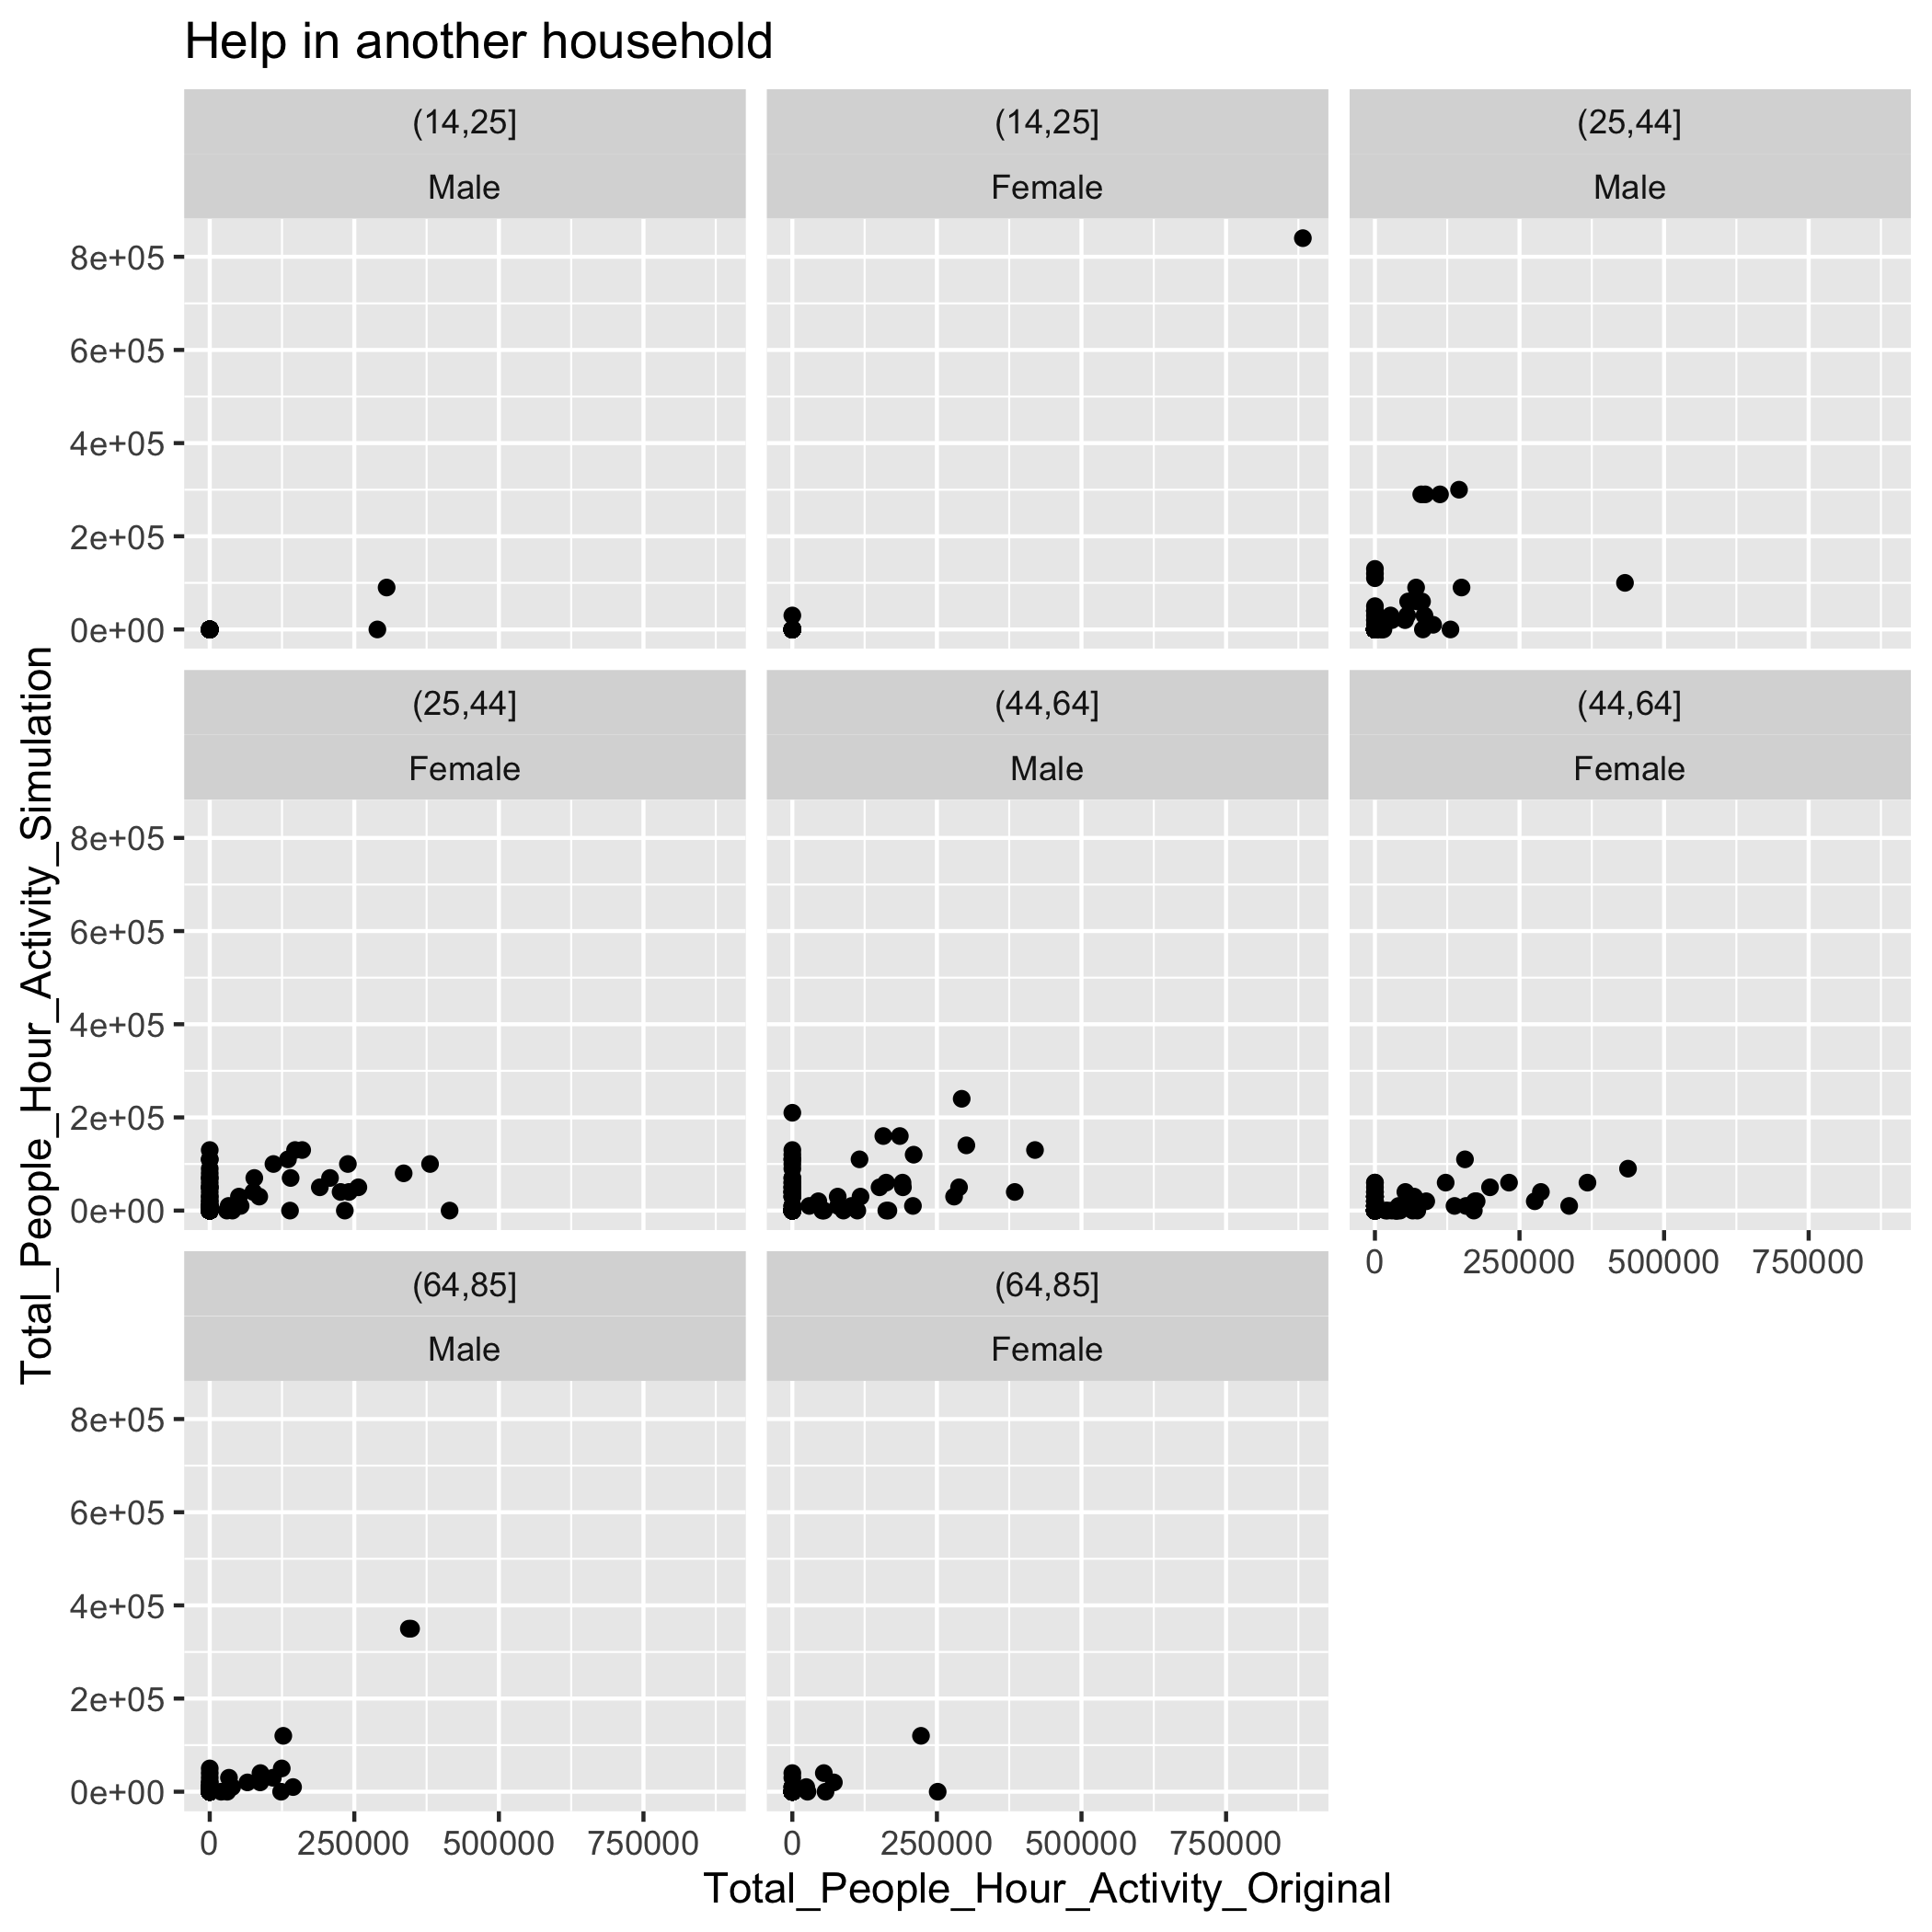 Help in another household
(14,25]
(14,25]
(25,44]
Male
Female
Male
8e+05
6e+05
4e+05
2e+05
0e+00
(25,44]
(44,64]
(44,64]
Female
Male
Female
8e+05
6e+05
4e+05
2e+05
0e+00
0 250000 500000 750000
(64,85]
(64,85]
Male
Female
8e+05
6e+05
4e+05
2e+05
0e+00
0 250000 500000 750000
0 250000 500000 750000
Total_People_Hour_Activity_Original
Total_People_Hour_Activity_Simulation